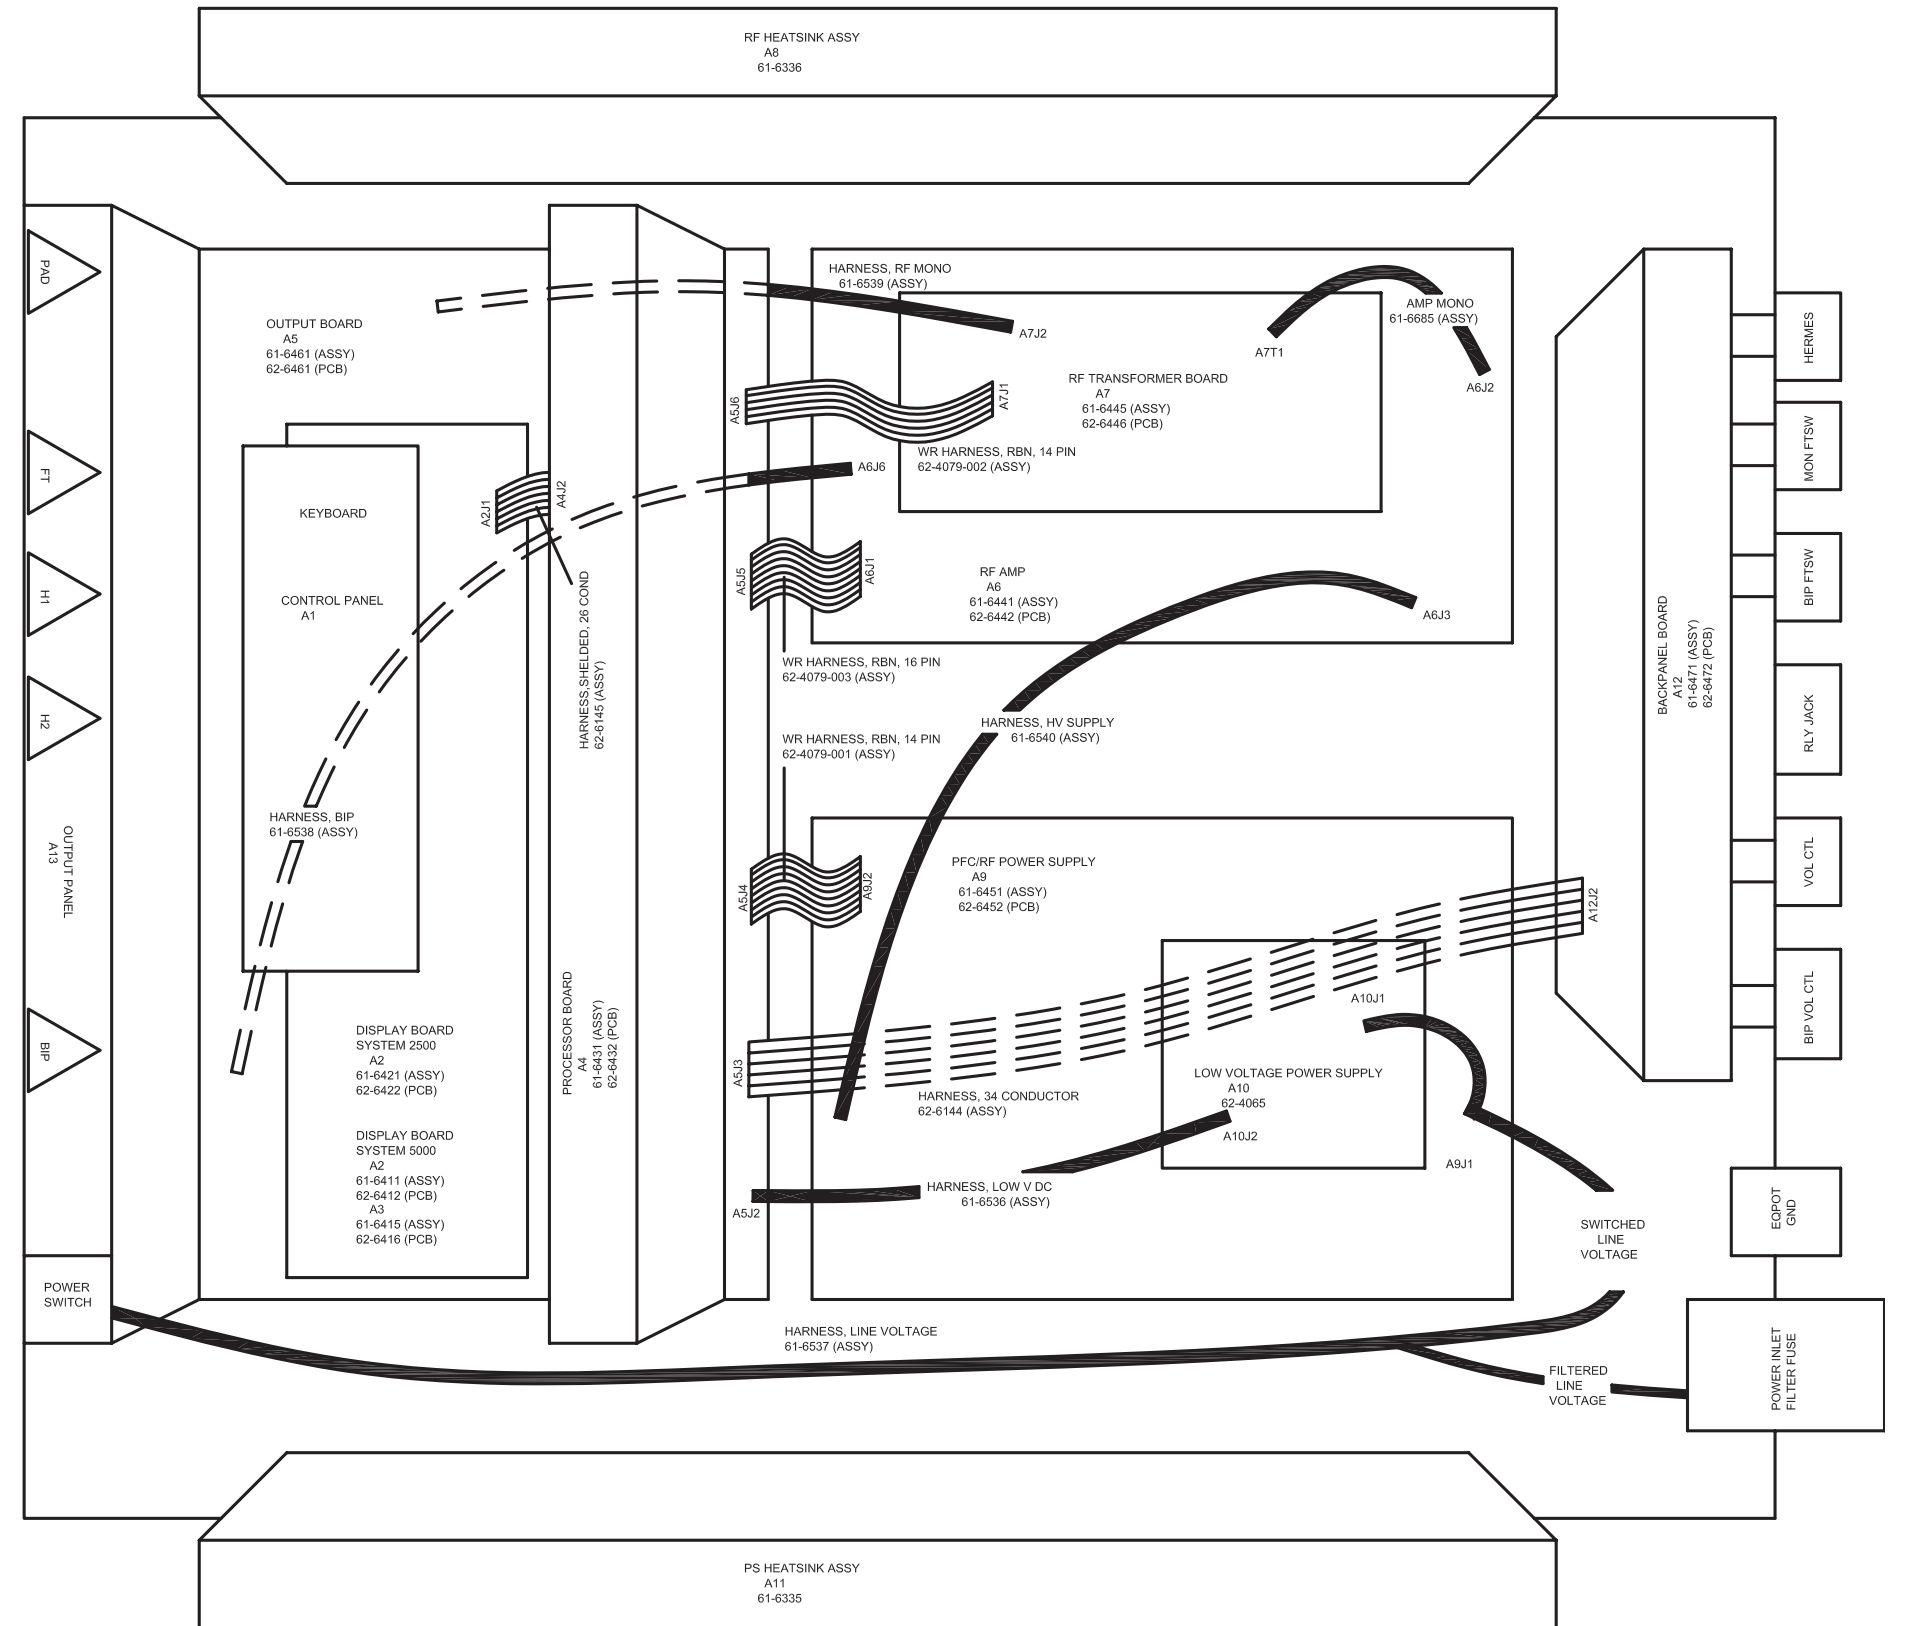 RF HEATSINK ASSY
A8
61-6336
PAD
FT
H1
H2
OUTPUT PANEL
A13
BIP
POWER
SWITCH
OUTPUT BOARD
A5
61-6461 (ASSY)
62-6461 (PCB)
KEYBOARD
CONTROL PANEL
A1
HARNESS, BIP
61-6538 (ASSY)
DISPLAY BOARD
SYSTEM 2500
A2
61-6421 (ASSY)
62-6422 (PCB)
DISPLAY BOARD
SYSTEM 5000
A2
61-6411 (ASSY)
62-6412 (PCB)
A3
61-6415 (ASSY)
62-6416 (PCB)
A2J1
A4J2
HARNESS,SHELDED, 26 COND
62-6145 (ASSY)
PROCESSOR BOARD
A4
61-6431 (ASSY)
62-6432 (PCB)
HARNESS, RF MONO
61-6539 (ASSY)
A7J2
A5J6
A7J1
WR HARNESS, RBN, 14 PIN
62-4079-002 (ASSY)
A6J6
RF TRANSFORMER BOARD
A7
61-6445 (ASSY)
62-6446 (PCB)
A7T1
AMP MONO
61-6685 (ASSY)
A6J2
A5J5
A6J1
RF AMP
A6
61-6441 (ASSY)
62-6442 (PCB)
A6J3
WR HARNESS, RBN, 16 PIN
62-4079-003 (ASSY)
HARNESS, HV SUPPLY
61-6540 (ASSY)
WR HARNESS, RBN, 14 PIN
62-4079-001 (ASSY)
A5J4
A9J2
PFC/RF POWER SUPPLY
A9
61-6451 (ASSY)
62-6452 (PCB)
A12J2
A5J3
HARNESS, 34 CONDUCTOR
62-6144 (ASSY)
A10J1
LOW VOLTAGE POWER SUPPLY
A10
62-4065
A10J2
A9J1
A5J2
HARNESS, LOW V DC
61-6536 (ASSY)
SWITCHED
LINE
VOLTAGE
HARNESS, LINE VOLTAGE
61-6537 (ASSY)
FILTERED
LINE
VOLTAGE
BACKPANEL BOARD
A12
61-6471 (ASSY)
62-6472 (PCB)
HERMES
MON FTSW
BIP FTSW
RLY JACK
VOL CTL
BIP VOL CTL
EQPOT
GND
POWER INLET
FILTER FUSE
PS HEATSINK ASSY
A11
61-6335